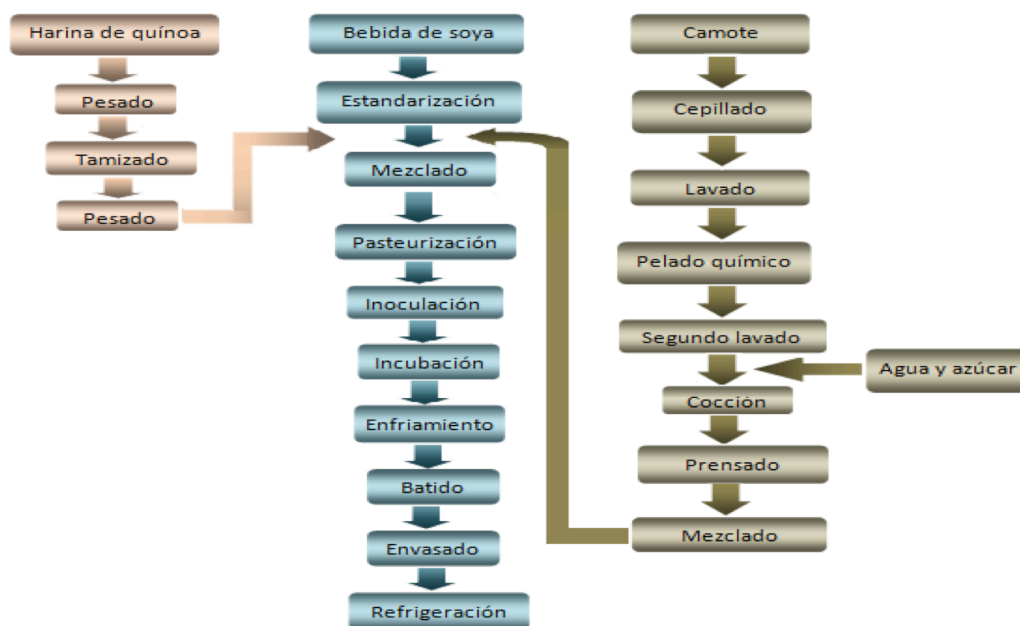 Harina de quínoa
Pesado
Tamizado
Pesado
Bebida de soya
Estandarización
Mezclado
Pasteurización
Inoculación
Incubación
Enfriamiento
Batido
Envasado
Refrigeración
Camote
Cepillado
Lavado
Pelado químico
Segundo lavado
Agua y azúcar
Cocción
Prensado
Mezclado